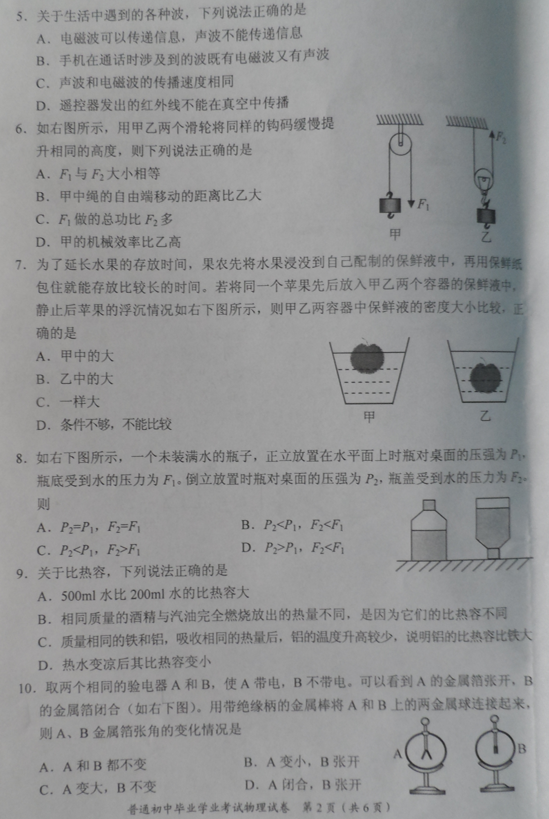 5．关于生活中遇到的各种波，下列说法正确的是
A．电磁波可以传递信息，声波不能传递信息
B．手机在通话时涉及到的波既有电磁波又有声波
C．声波和电磁波的传播速度相同
D．遥控器发出的红外线不能在真空中传播
6．如右图所示，用甲乙两个滑轮将同样的钩码缓慢提
升相同的高度，则下列说法正确的是
A．F₁与F₂大小相等
B．甲中绳的自由端移动的距离比乙大
C．F₁做的总功比F₂多
D．甲的机械效率比乙高
F₁
甲
F₂
乙
7．为了延长水果的存放时间，果农先将水果浸没到自己配制的保鲜液中，再用保鲜纸
包住就能存放比较长的时间。若将同一个苹果先后放入甲乙两个容器的保鲜液中，
静止后苹果的浮沉情况如右下图所示，则甲乙两容器中保鲜液的密度大小比较，正
确的是
A．甲中的大
B．乙中的大
C．一样大
D．条件不够，不能比较
甲
乙
8．如右下图所示，一个未装满水的瓶子，正立放置在水平面上时瓶对桌面的压强为P₁，
瓶底受到水的压力为F₁。倒立放置时瓶对桌面的压强为P₂，瓶盖受到水的压力为F₂。
则
A．P₂=P₁，F₂=F₁ B．P₂<P₁，F₂<F₁
C．P₂<P₁，F₂>F₁ D．P₂>P₁，F₂<F₁
9．关于比热容，下列说法正确的是
A．500ml水比200ml水的比热容大
B．相同质量的酒精与汽油完全燃烧放出的热量不同，是因为它们的比热容不同
C．质量相同的铁和铝，吸收相同的热量后，铝的温度升高较少，说明铝的比热容比铁大
D．热水变凉后其比热容变小
10．取两个相同的验电器A和B，使A带电，B不带电。可以看到A的金属箔张开，B
的金属箔闭合（如右下图）。用带绝缘柄的金属棒将A和B上的两金属球连接起来，
则A、B金属箔张角的变化情况是
A．A和B都不变 B．A变小，B张开
C．A变大，B不变 D．A闭合，B张开
A
B
普通初中毕业学业考试物理试卷 第2页（共6页）